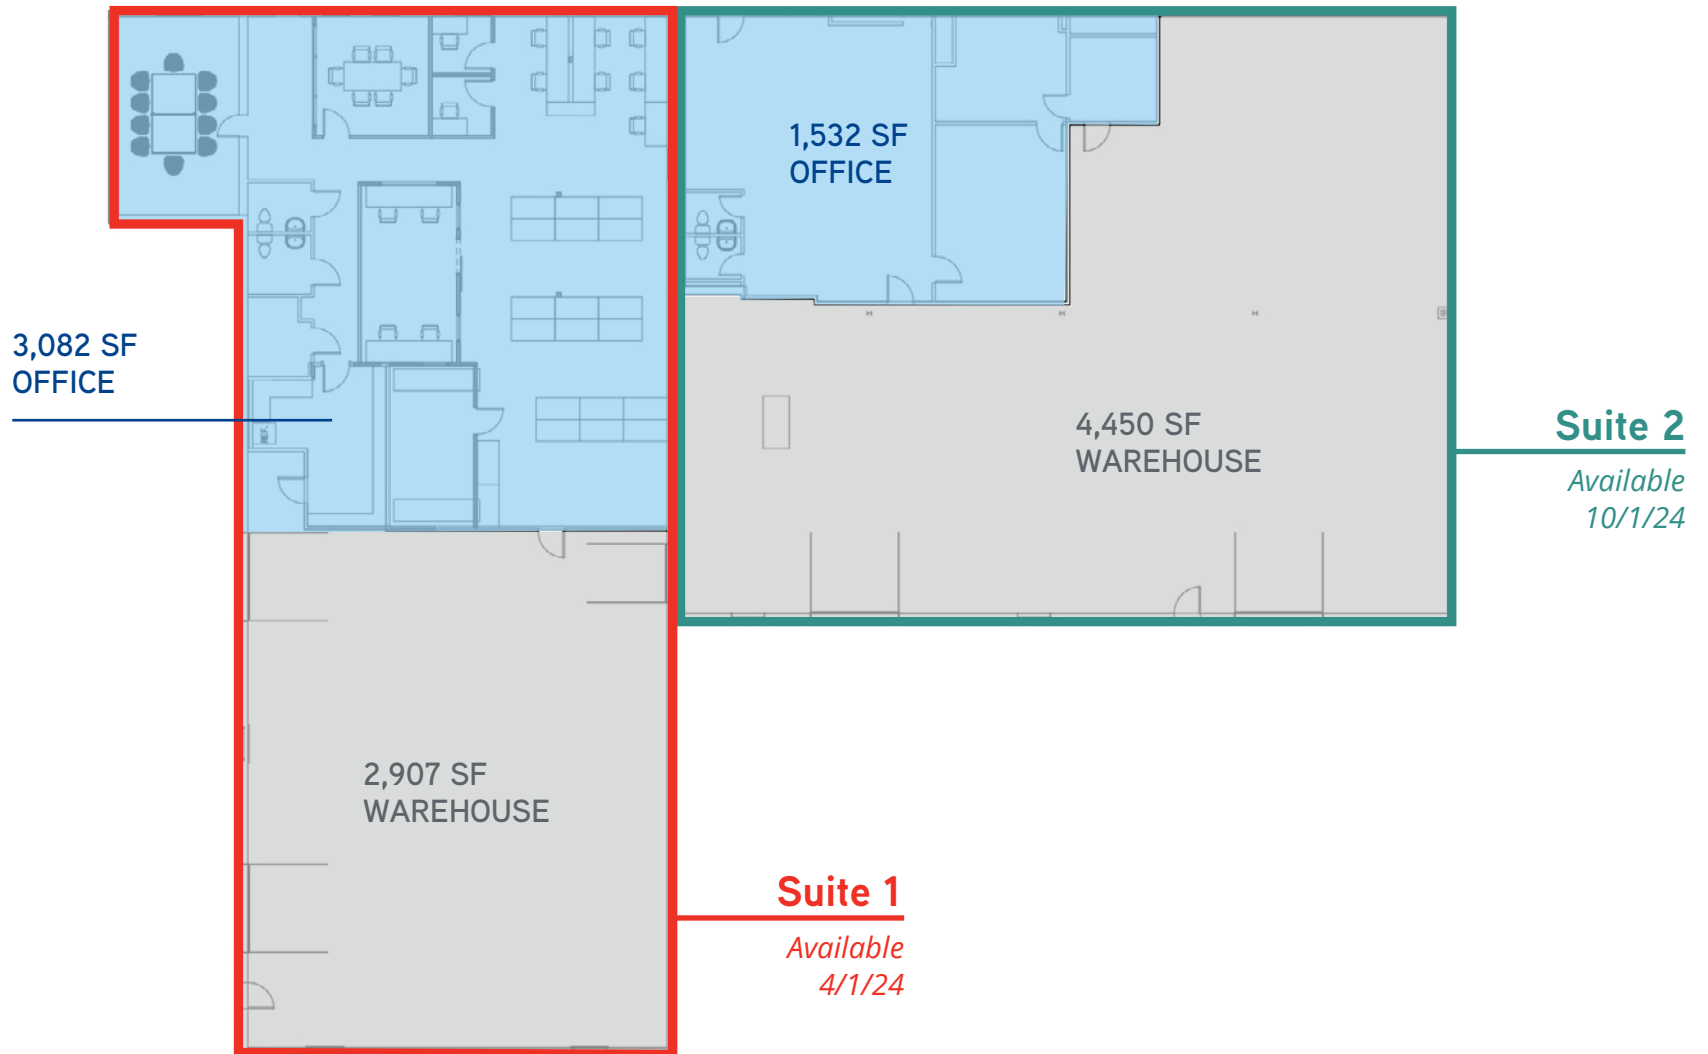 1,532 SF
OFFICE
3,082 SF
OFFICE
REF.
4,450 SF
WAREHOUSE
Suite 2
Available
10/1/24
2,907 SF
WAREHOUSE
Suite 1
Available
4/1/24